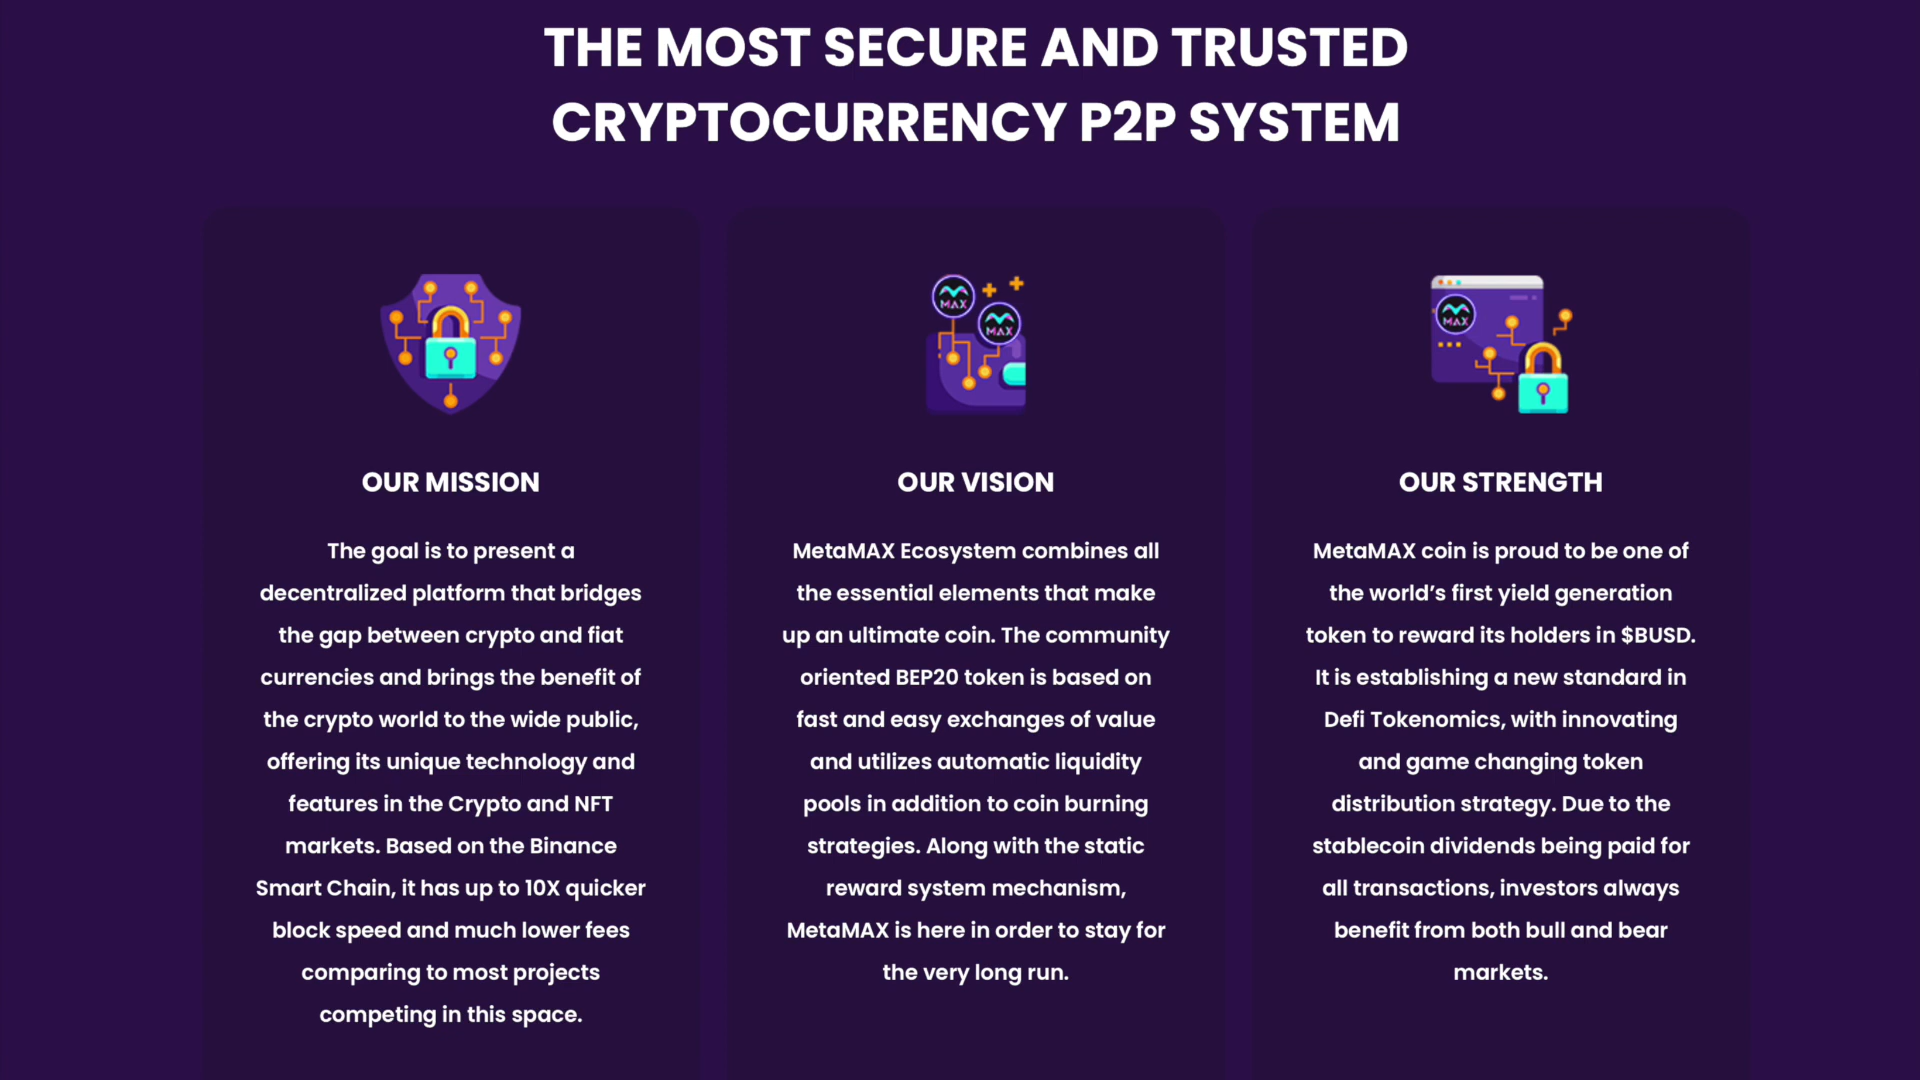 THE MOST SECURE AND TRUSTED
CRYPTOCURRENCY P2P SYSTEM
MAX
MAX
MAX
OUR MISSION
The goal is to present a
decentralized platform that bridges
the gap between crypto and fiat
currencies and brings the benefit of
the crypto world to the wide public,
offering its unique technology and
features in the Crypto and NFT
markets. Based on the Binance
Smart Chain, it has up to 10X quicker
block speed and much lower fees
comparing to most projects
competing in this space.
OUR VISION
MetaMAX Ecosystem combines all
the essential elements that make
up an ultimate coin. The community
oriented BEP20 token is based on
fast and easy exchanges of value
and utilizes automatic liquidity
pools in addition to coin burning
strategies. Along with the static
reward system mechanism,
MetaMAX is here in order to stay for
the very long run.
OUR STRENGTH
MetaMAX coin is proud to be one of
the world’s first yield generation
token to reward its holders in $BUSD.
It is establishing a new standard in
Defi Tokenomics, with innovating
and game changing token
distribution strategy. Due to the
stablecoin dividends being paid for
all transactions, investors always
benefit from both bull and bear
markets.